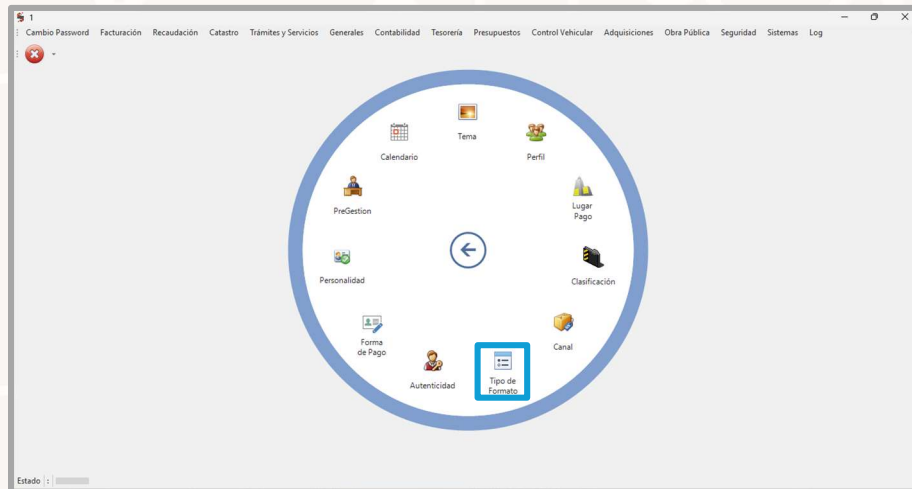 1
Cambio Password Facturación Recaudación Catastro Trámites y Servicios Generales Contabilidad Tesorería Presupuestos Control Vehicular Adquisiciones Obra Pública Seguridad Sistemas Log
Tema
Calendario
Perfil
PreGestion
Lugar
Pago
Personalidad
Clasificación
Forma
de Pago
Canal
Autenticidad
Tipo de
Formato
Estado :